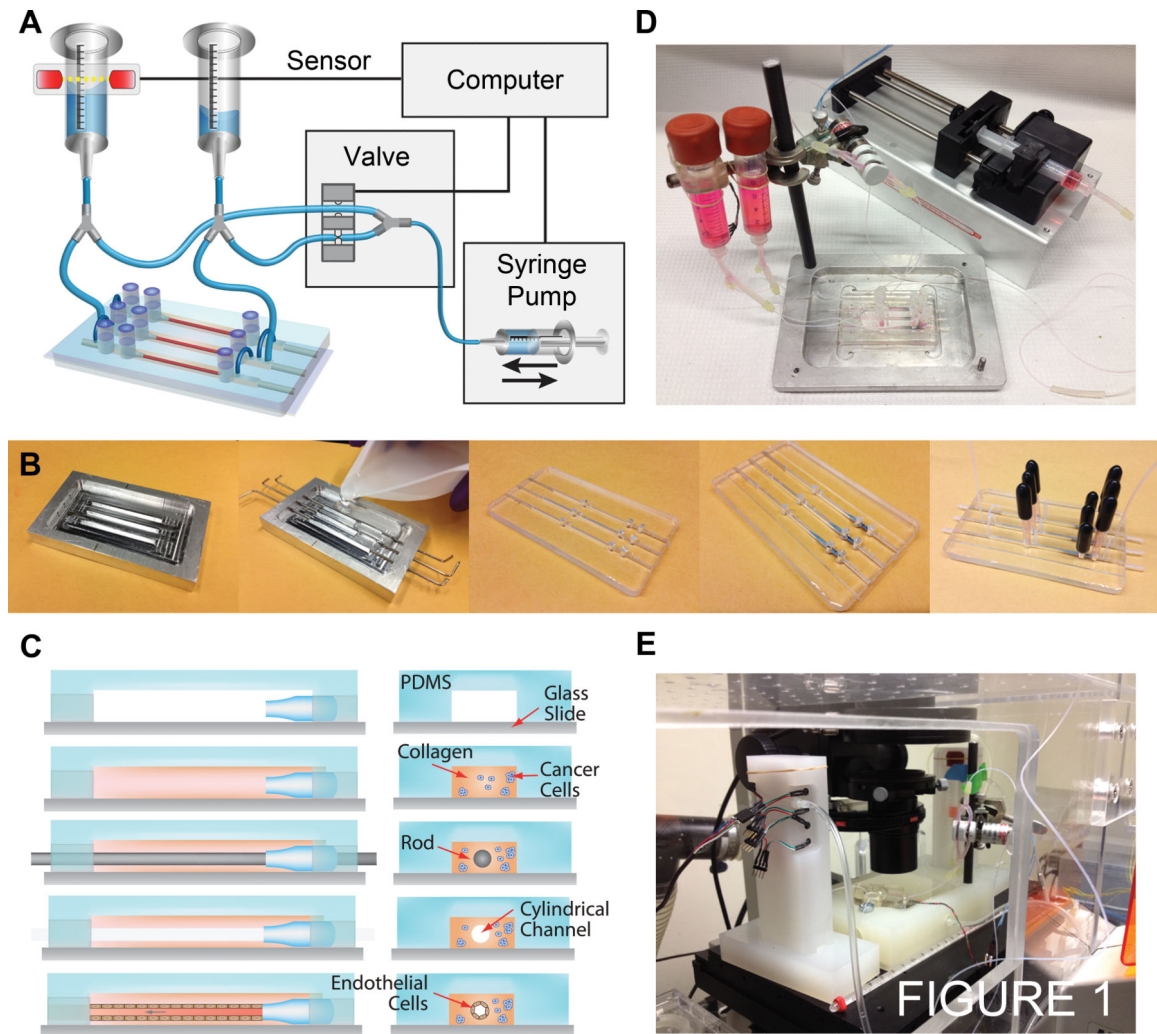 A
Sensor
Computer
Valve
Syringe
Pump
D
B
C
PDMS
Glass
Slide
Collagen
Cancer
Cells
Rod
Cylindrical
Channel
Endothelial
Cells
E
FIGURE 1